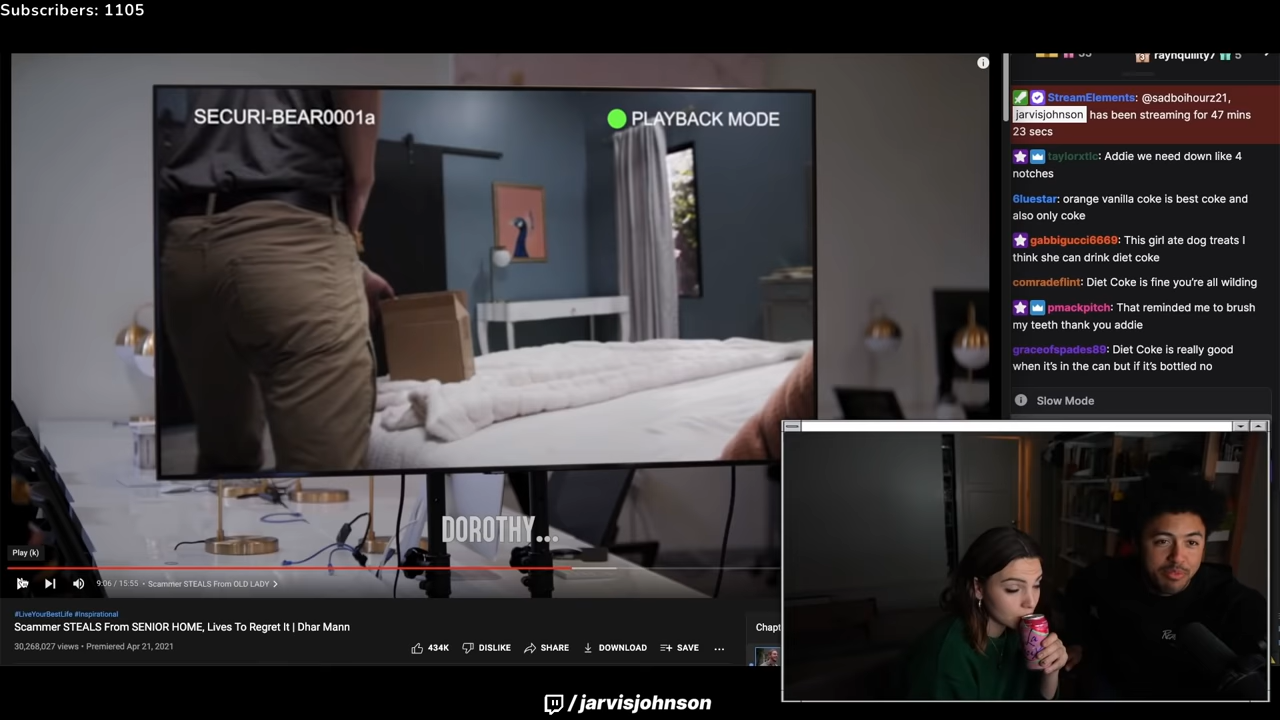 Subscribers: 1105
SECURI-BEAR0001a
PLAYBACK MODE
DOROTHY...
Play (k)
9:06 / 15:55 • Scammer STEALS From OLD LADY
#LiveYourBestLife #Inspirational
Scammer STEALS From SENIOR HOME, Lives To Regret It | Dhar Mann
30,268,027 views • Premiered Apr 21, 2021
434K
DISLIKE
SHARE
DOWNLOAD
SAVE
...
Chapt
raynquility7
5
StreamElements: @sadboihourz21,
jarvisjohnson has been streaming for 47 mins
23 secs
taylorxtlc: Addie we need down like 4
notches
6luestar: orange vanilla coke is best coke and
also only coke
gabbigucci6669: This girl ate dog treats I
think she can drink diet coke
comradeflint: Diet Coke is fine you're all wilding
pmackpitch: That reminded me to brush
my teeth thank you addie
graceofspades89: Diet Coke is really good
when it's in the can but if it's bottled no
Slow Mode
/jarvisjohnson